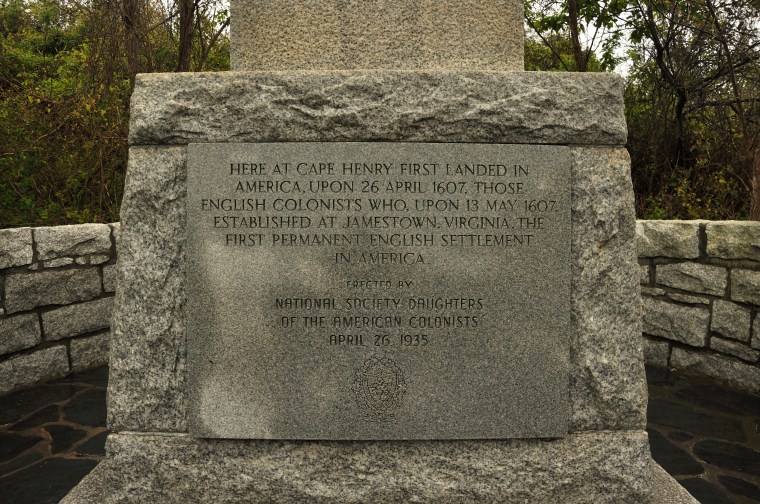 HERE AT CAPE HENRY FIRST LANDED IN
AMERICA, UPON 26 APRIL 1607, THOSE
ENGLISH COLONISTS WHO, UPON 13 MAY 1607,
ESTABLISHED AT JAMESTOWN, VIRGINIA, THE
FIRST PERMANENT ENGLISH SETTLEMENT
IN AMERICA
ERECTED BY
NATIONAL SOCIETY DAUGHTERS
OF THE AMERICAN COLONISTS
APRIL 26, 1935